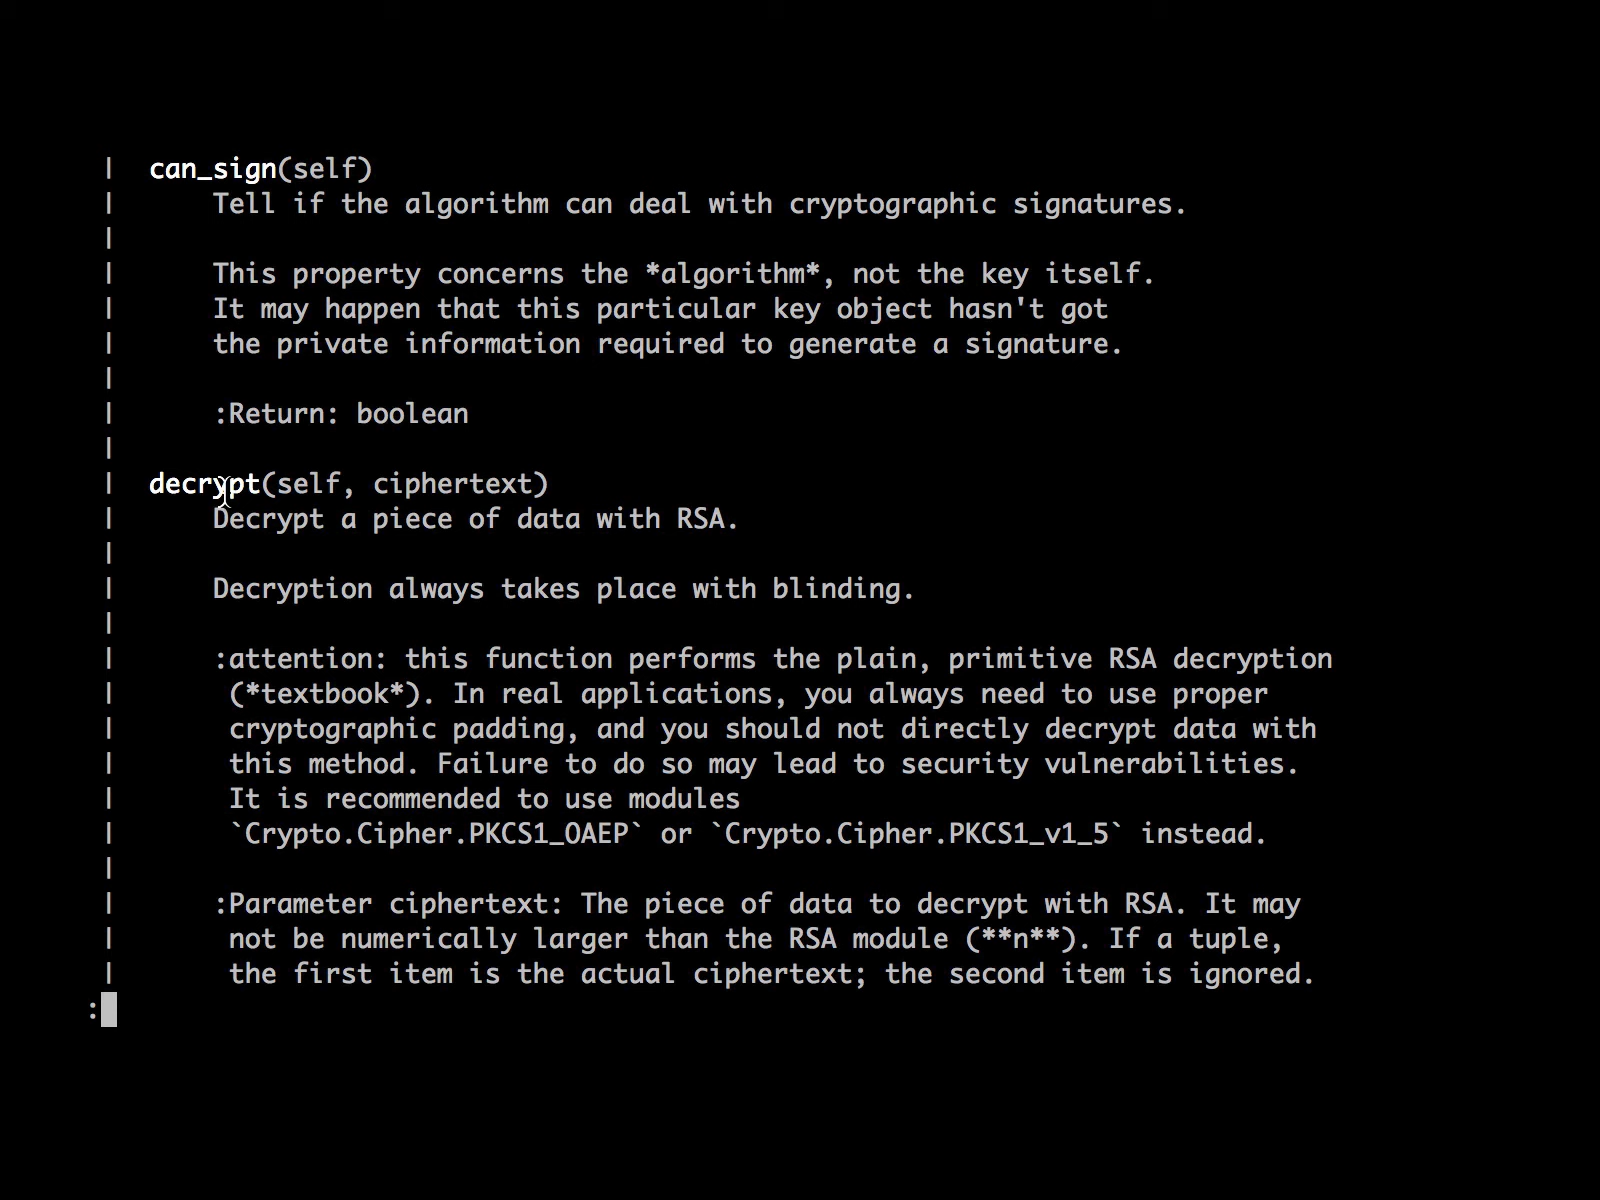 |  can_sign(self)
|      Tell if the algorithm can deal with cryptographic signatures.
|
|      This property concerns the *algorithm*, not the key itself.
|      It may happen that this particular key object hasn't got
|      the private information required to generate a signature.
|
|      :Return: boolean
|
|  decrypt(self, ciphertext)
|      Decrypt a piece of data with RSA.
|
|      Decryption always takes place with blinding.
|
|      :attention: this function performs the plain, primitive RSA decryption
|       (*textbook*). In real applications, you always need to use proper
|       cryptographic padding, and you should not directly decrypt data with
|       this method. Failure to do so may lead to security vulnerabilities.
|       It is recommended to use modules
|       `Crypto.Cipher.PKCS1_OAEP` or `Crypto.Cipher.PKCS1_v1_5` instead.
|
|      :Parameter ciphertext: The piece of data to decrypt with RSA. It may
|       not be numerically larger than the RSA module (**n**). If a tuple,
|       the first item is the actual ciphertext; the second item is ignored.
: